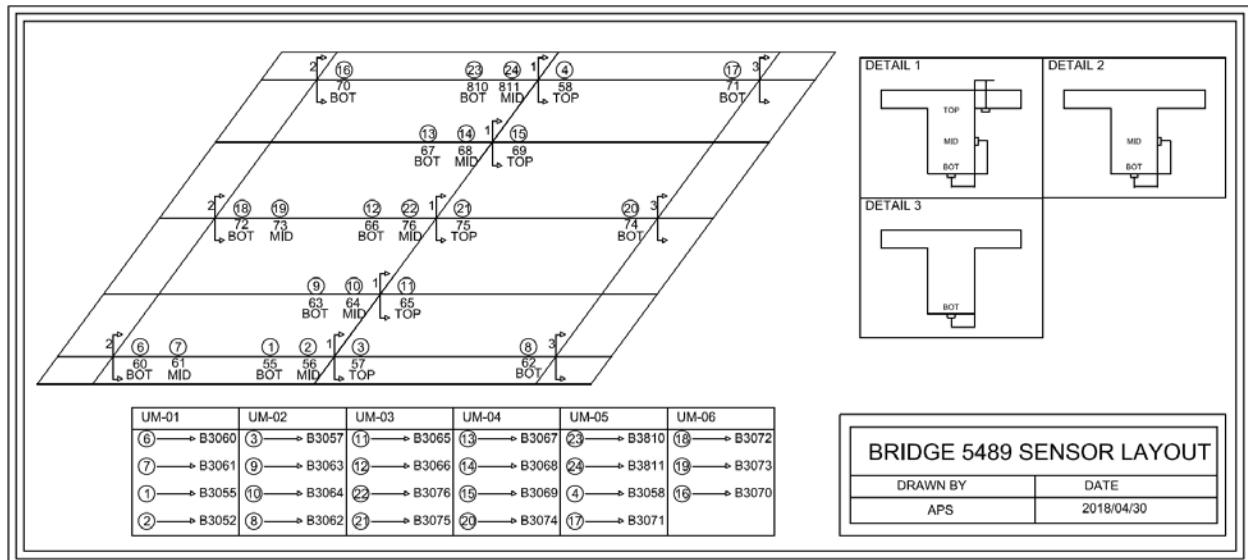 2 16 23 24 1 4 17 3
70 810 811 58 71
BOT BOT MID TOP BOT
13 14 1 15
67 68 69
BOT MID TOP
2 18 19 12 22 1 21 20 3
72 73 66 76 75 74
BOT MID BOT MID TOP BOT
9 10 1 11
63 64 65
BOT MID TOP
2 6 7 1 2 1 3 8 3
60 61 55 56 57 62
BOT MID BOT MID TOP BOT
DETAIL 1
TOP
MID
BOT
DETAIL 2
MID
BOT
DETAIL 3
BOT
UM-01 UM-02 UM-03 UM-04 UM-05 UM-06
6 B3060 3 B3057 11 B3065 13 B3067 23 B3810 18 B3072
7 B3061 9 B3063 12 B3066 14 B3068 24 B3811 19 B3073
1 B3055 10 B3064 22 B3076 15 B3069 4 B3058 16 B3070
2 B3052 8 B3062 21 B3075 20 B3074 17 B3071
BRIDGE 5489 SENSOR LAYOUT
DRAWN BY DATE
APS 2018/04/30